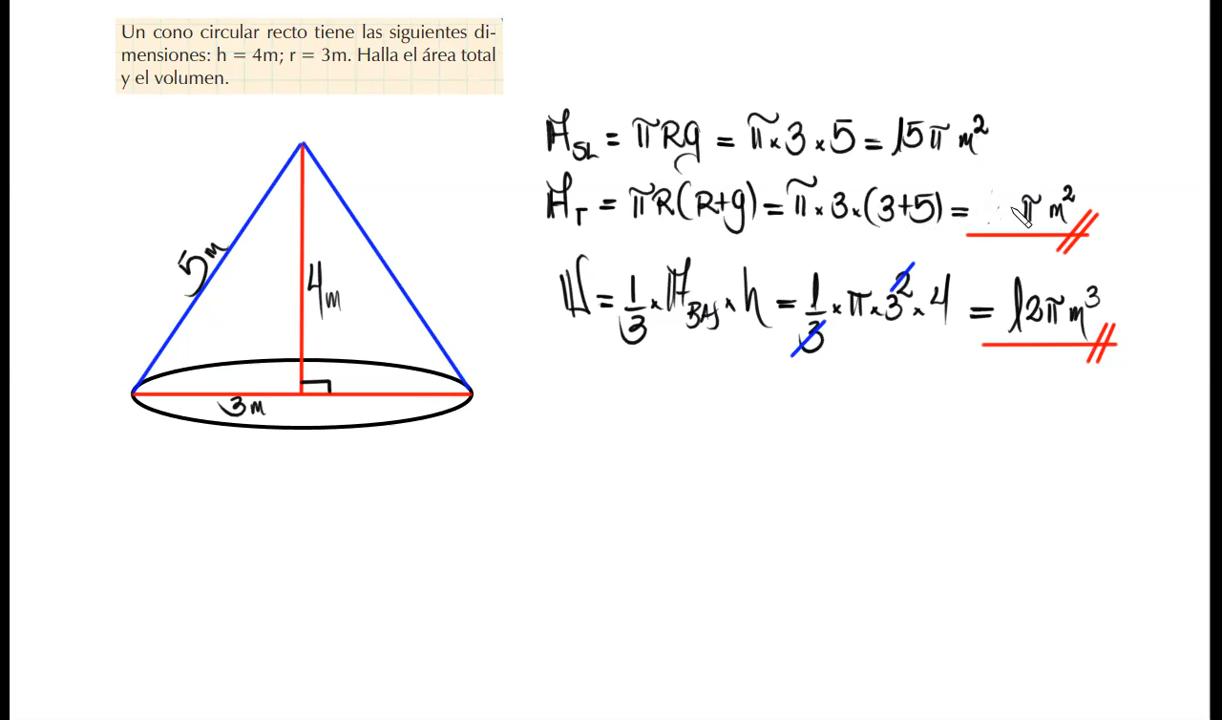 Un cono circular recto tiene las siguientes di-
mensiones: h = 4m; r = 3m. Halla el área total
y el volumen.
A_SL = πRg = π × 3 × 5 = 15π m²
A_T = πR(R+g) = π × 3 × (3+5) = π m²
V = 1/3 × A_BAS × h = 1/3 × π × 3² × 4 = 12π m³
5m
4m
3m